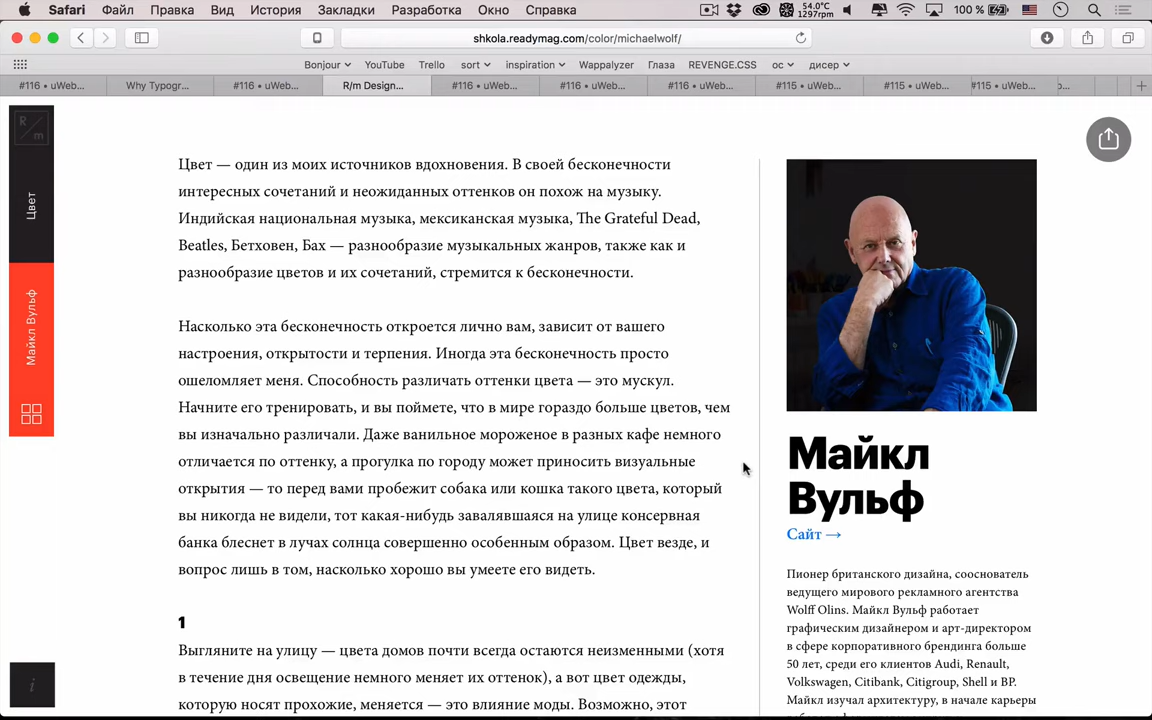 Safari Файл Правка Вид История Закладки Разработка Окно Справка
54.0°C
1297rpm
100 %
shkola.readymag.com/color/michaelwolf/
Bonjour YouTube Trello sort inspiration Wappalyzer Глаза REVENGE.CSS ос дисер
#116 • uWeb... Why Typogr... #116 • uWeb... R/m Design... #116 • uWeb... #116 • uWeb... #116 • uWeb... #115 • uWeb... #115 • uWeb... #115 • uWeb...
R/m
Цвет
Майкл Вульф
i
Цвет — один из моих источников вдохновения. В своей бесконечности
интересных сочетаний и неожиданных оттенков он похож на музыку.
Индийская национальная музыка, мексиканская музыка, The Grateful Dead,
Beatles, Бетховен, Бах — разнообразие музыкальных жанров, также как и
разнообразие цветов и их сочетаний, стремится к бесконечности.
Насколько эта бесконечность откроется лично вам, зависит от вашего
настроения, открытости и терпения. Иногда эта бесконечность просто
ошеломляет меня. Способность различать оттенки цвета — это мускул.
Начните его тренировать, и вы поймете, что в мире гораздо больше цветов, чем
вы изначально различали. Даже ванильное мороженое в разных кафе немного
отличается по оттенку, а прогулка по городу может приносить визуальные
открытия — то перед вами пробежит собака или кошка такого цвета, который
вы никогда не видели, тот какая-нибудь завалявшаяся на улице консервная
банка блеснет в лучах солнца совершенно особенным образом. Цвет везде, и
вопрос лишь в том, насколько хорошо вы умеете его видеть.
1
Выгляните на улицу — цвета домов почти всегда остаются неизменными (хотя
в течение дня освещение немного меняет их оттенок), а вот цвет одежды,
которую носят прохожие, меняется — это влияние моды. Возможно, этот
Майкл
Вульф
Сайт →
Пионер британского дизайна, сооснователь
ведущего мирового рекламного агентства
Wolff Olins. Майкл Вульф работает
графическим дизайнером и арт-директором
в сфере корпоративного брендинга больше
50 лет, среди его клиентов Audi, Renault,
Volkswagen, Citibank, Citigroup, Shell и BP.
Майкл изучал архитектуру, в начале карьеры